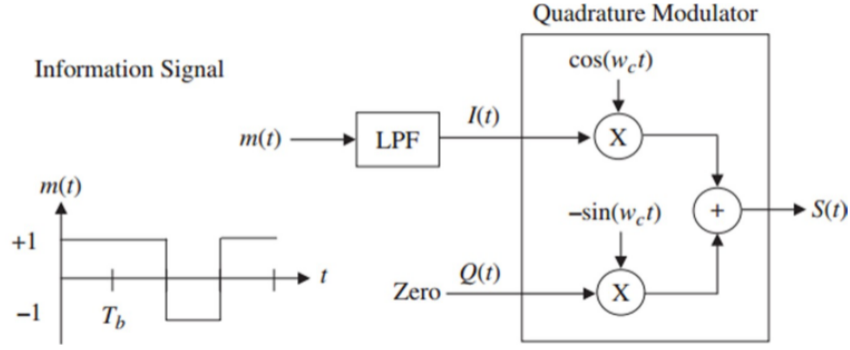 Quadrature Modulator
Information Signal
cos(w_c t)
m(t)
LPF
I(t)
X
m(t)
+1
−1
T_b
t
−sin(w_c t)
+
S(t)
Zero
Q(t)
X